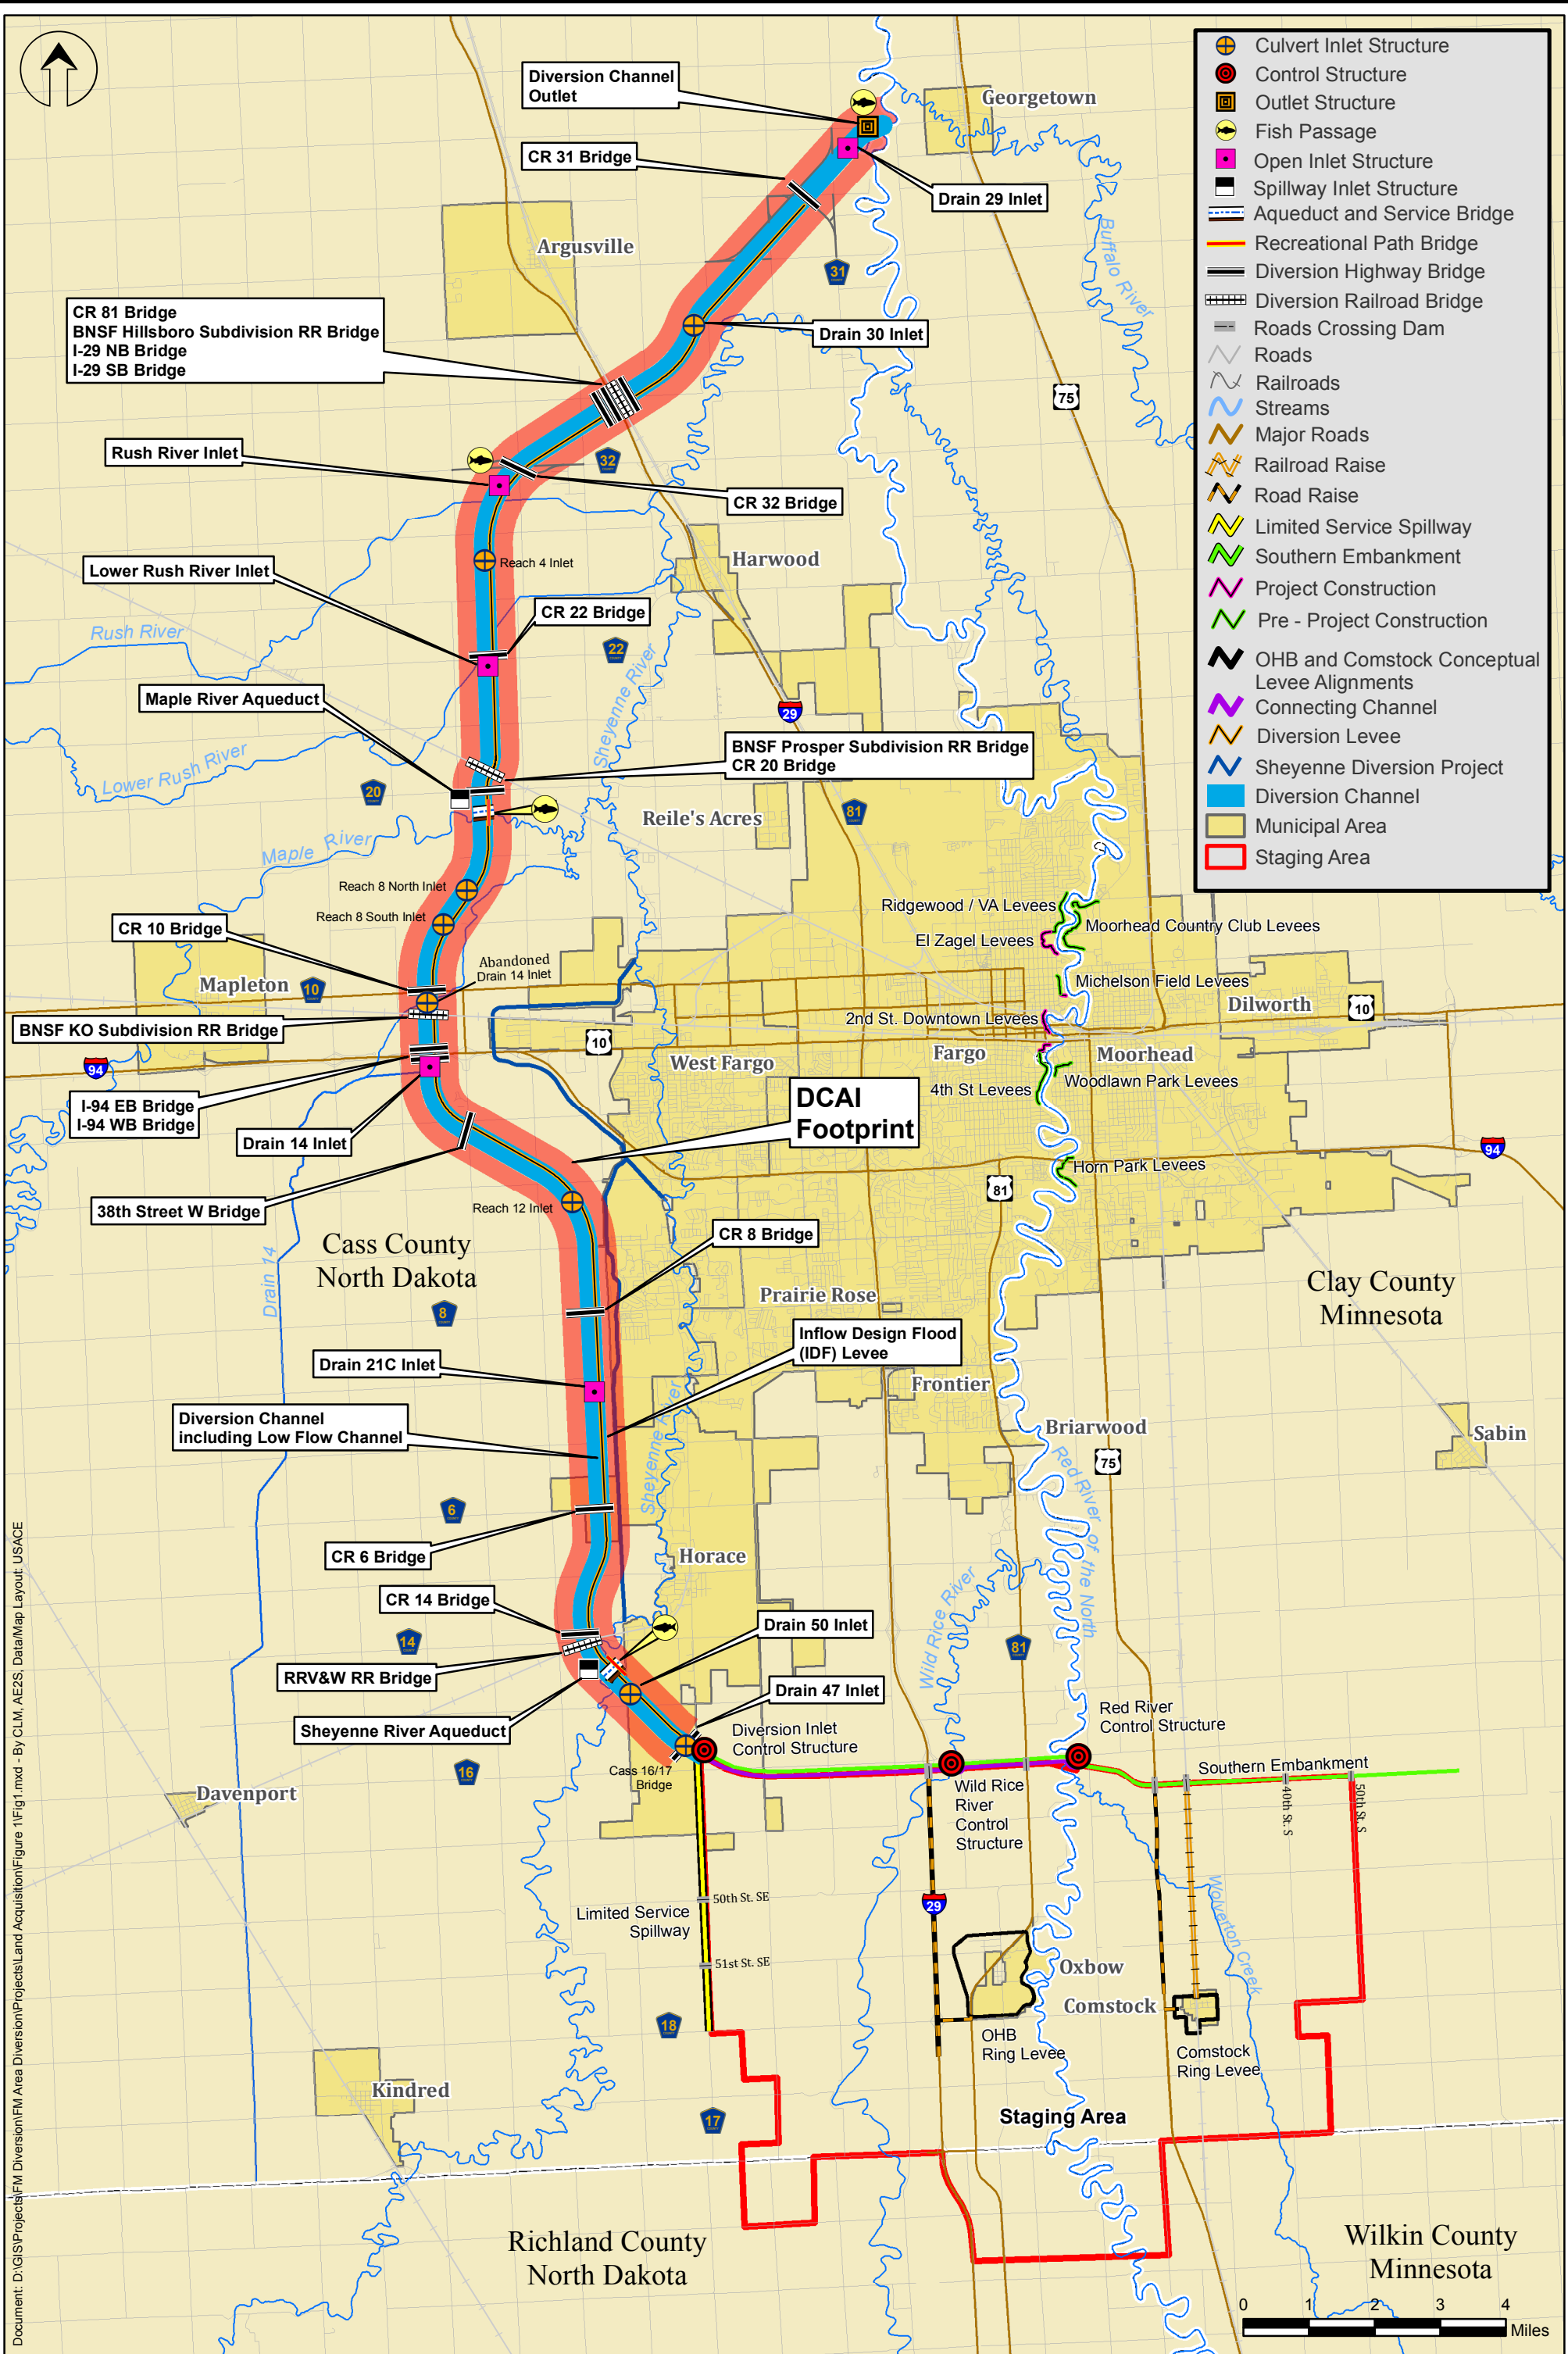 Diversion Channel
Outlet
Georgetown
CR 31 Bridge
Drain 29 Inlet
Buffalo River
Argusville
31
COUNTY
CR 81 Bridge
BNSF Hillsboro Subdivision RR Bridge
I-29 NB Bridge
I-29 SB Bridge
Drain 30 Inlet
75
Rush River Inlet
32
COUNTY
CR 32 Bridge
Harwood
Reach 4 Inlet
Lower Rush River Inlet
CR 22 Bridge
Rush River
22
COUNTY
Sheyenne River
Maple River Aqueduct
29
Lower Rush River
BNSF Prosper Subdivision RR Bridge
CR 20 Bridge
20
COUNTY
Reile's Acres
81
COUNTY
Maple River
Reach 8 North Inlet
Reach 8 South Inlet
Ridgewood / VA Levees
Moorhead Country Club Levees
El Zagel Levees
CR 10 Bridge
Abandoned
Drain 14 Inlet
Mapleton
10
COUNTY
Michelson Field Levees
Dilworth
10
2nd St. Downtown Levees
BNSF KO Subdivision RR Bridge
10
West Fargo
Fargo
Moorhead
94
4th St Levees
Woodlawn Park Levees
I-94 EB Bridge
I-94 WB Bridge
DCAI
Footprint
Drain 14 Inlet
94
Horn Park Levees
81
38th Street W Bridge
Reach 12 Inlet
CR 8 Bridge
Cass County
North Dakota
Drain 14
Clay County
Minnesota
Prairie Rose
8
COUNTY
Inflow Design Flood
(IDF) Levee
Drain 21C Inlet
Frontier
Diversion Channel
including Low Flow Channel
Briarwood
Sabin
75
Sheyenne River
Red River of the North
6
COUNTY
CR 6 Bridge
Horace
Wild Rice River
CR 14 Bridge
Drain 50 Inlet
14
COUNTY
81
COUNTY
RRV&W RR Bridge
Drain 47 Inlet
Sheyenne River Aqueduct
Diversion Inlet
Control Structure
Red River
Control Structure
Cass 16/17
Bridge
16
COUNTY
Southern Embankment
Davenport
Wild Rice
River
Control
Structure
40th St. S
50th St. S
50th St. SE
Limited Service
Spillway
29
Wolverton Creek
51st St. SE
Oxbow
Comstock
18
COUNTY
OHB
Ring Levee
Comstock
Ring Levee
Kindred
17
COUNTY
Staging Area
Richland County
North Dakota
Wilkin County
Minnesota
0 1 2 3 4
Miles
Culvert Inlet Structure
Control Structure
Outlet Structure
Fish Passage
Open Inlet Structure
Spillway Inlet Structure
Aqueduct and Service Bridge
Recreational Path Bridge
Diversion Highway Bridge
Diversion Railroad Bridge
Roads Crossing Dam
Roads
Railroads
Streams
Major Roads
Railroad Raise
Road Raise
Limited Service Spillway
Southern Embankment
Project Construction
Pre - Project Construction
OHB and Comstock Conceptual
Levee Alignments
Connecting Channel
Diversion Levee
Sheyenne Diversion Project
Diversion Channel
Municipal Area
Staging Area
Document: D:\GIS\Projects\FM Diversion\FM Area Diversion\Projects\Land Acquisition\Figure 1\Fig1.mxd - By CLM, AE2S, Data/Map Layout: USACE